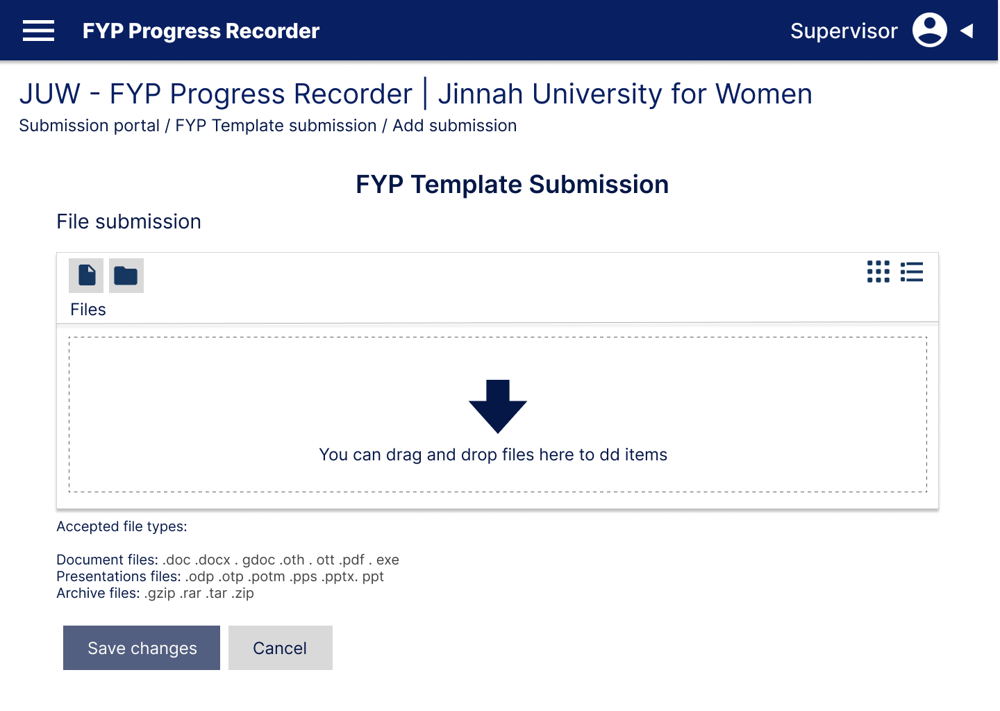 FYP Progress Recorder
Supervisor
JUW - FYP Progress Recorder | Jinnah University for Women
Submission portal / FYP Template submission / Add submission
FYP Template Submission
File submission
Files
You can drag and drop files here to dd items
Accepted file types:
Document files: .doc .docx . gdoc .oth . ott .pdf . exe
Presentations files: .odp .otp .potm .pps .pptx. ppt
Archive files: .gzip .rar .tar .zip
Save changes
Cancel